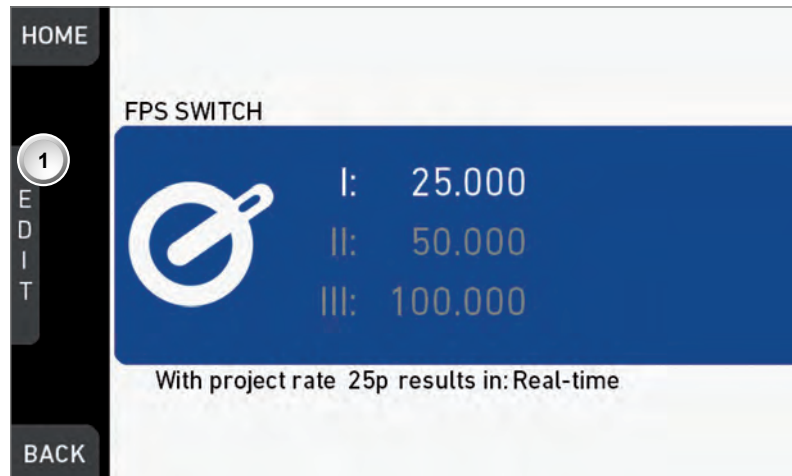 HOME
FPS SWITCH
1
EDIT
I: 25.000
II: 50.000
III: 100.000
With project rate 25p results in: Real-time
BACK